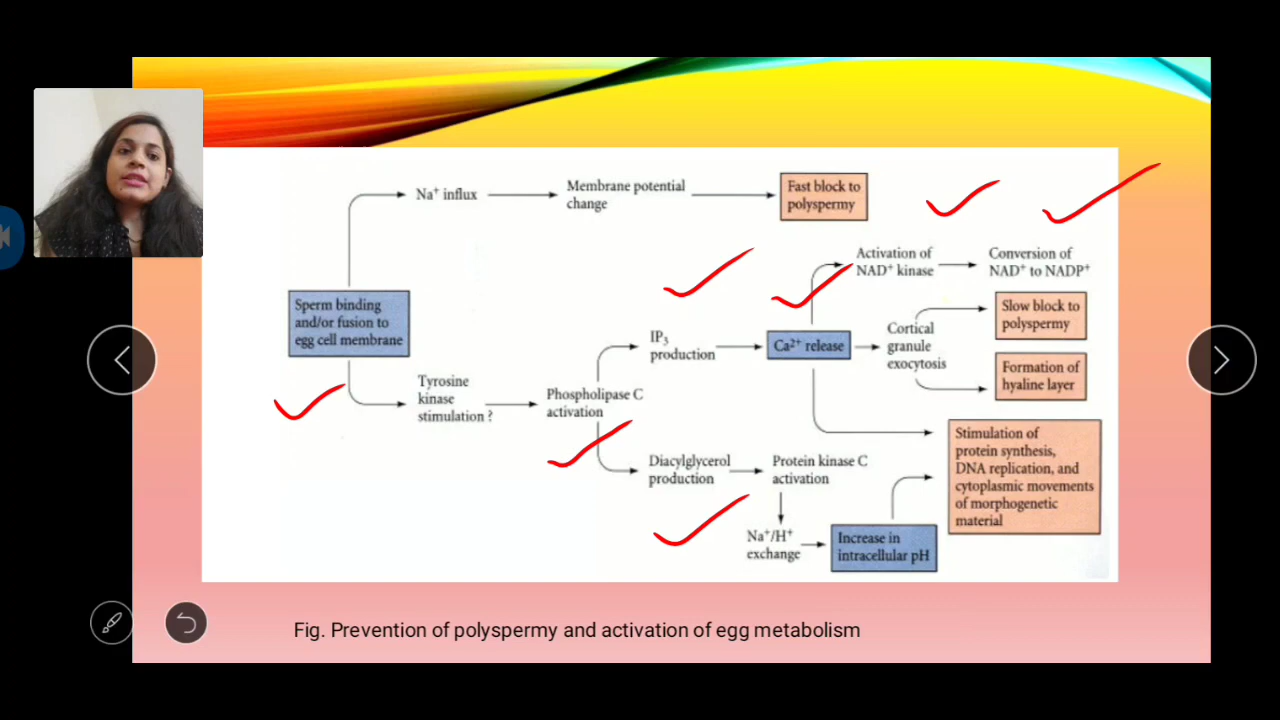 Na⁺ influx
Membrane potential
change
Fast block to
polyspermy
Activation of
NAD⁺ kinase
Conversion of
NAD⁺ to NADP⁺
Sperm binding
and/or fusion to
egg cell membrane
IP₃
production
Ca²⁺ release
Cortical
granule
exocytosis
Slow block to
polyspermy
Formation of
hyaline layer
Tyrosine
kinase
stimulation ?
Phospholipase C
activation
Diacylglycerol
production
Protein kinase C
activation
Stimulation of
protein synthesis,
DNA replication, and
cytoplasmic movements
of morphogenetic
material
Na⁺/H⁺
exchange
Increase in
intracellular pH
Fig. Prevention of polyspermy and activation of egg metabolism